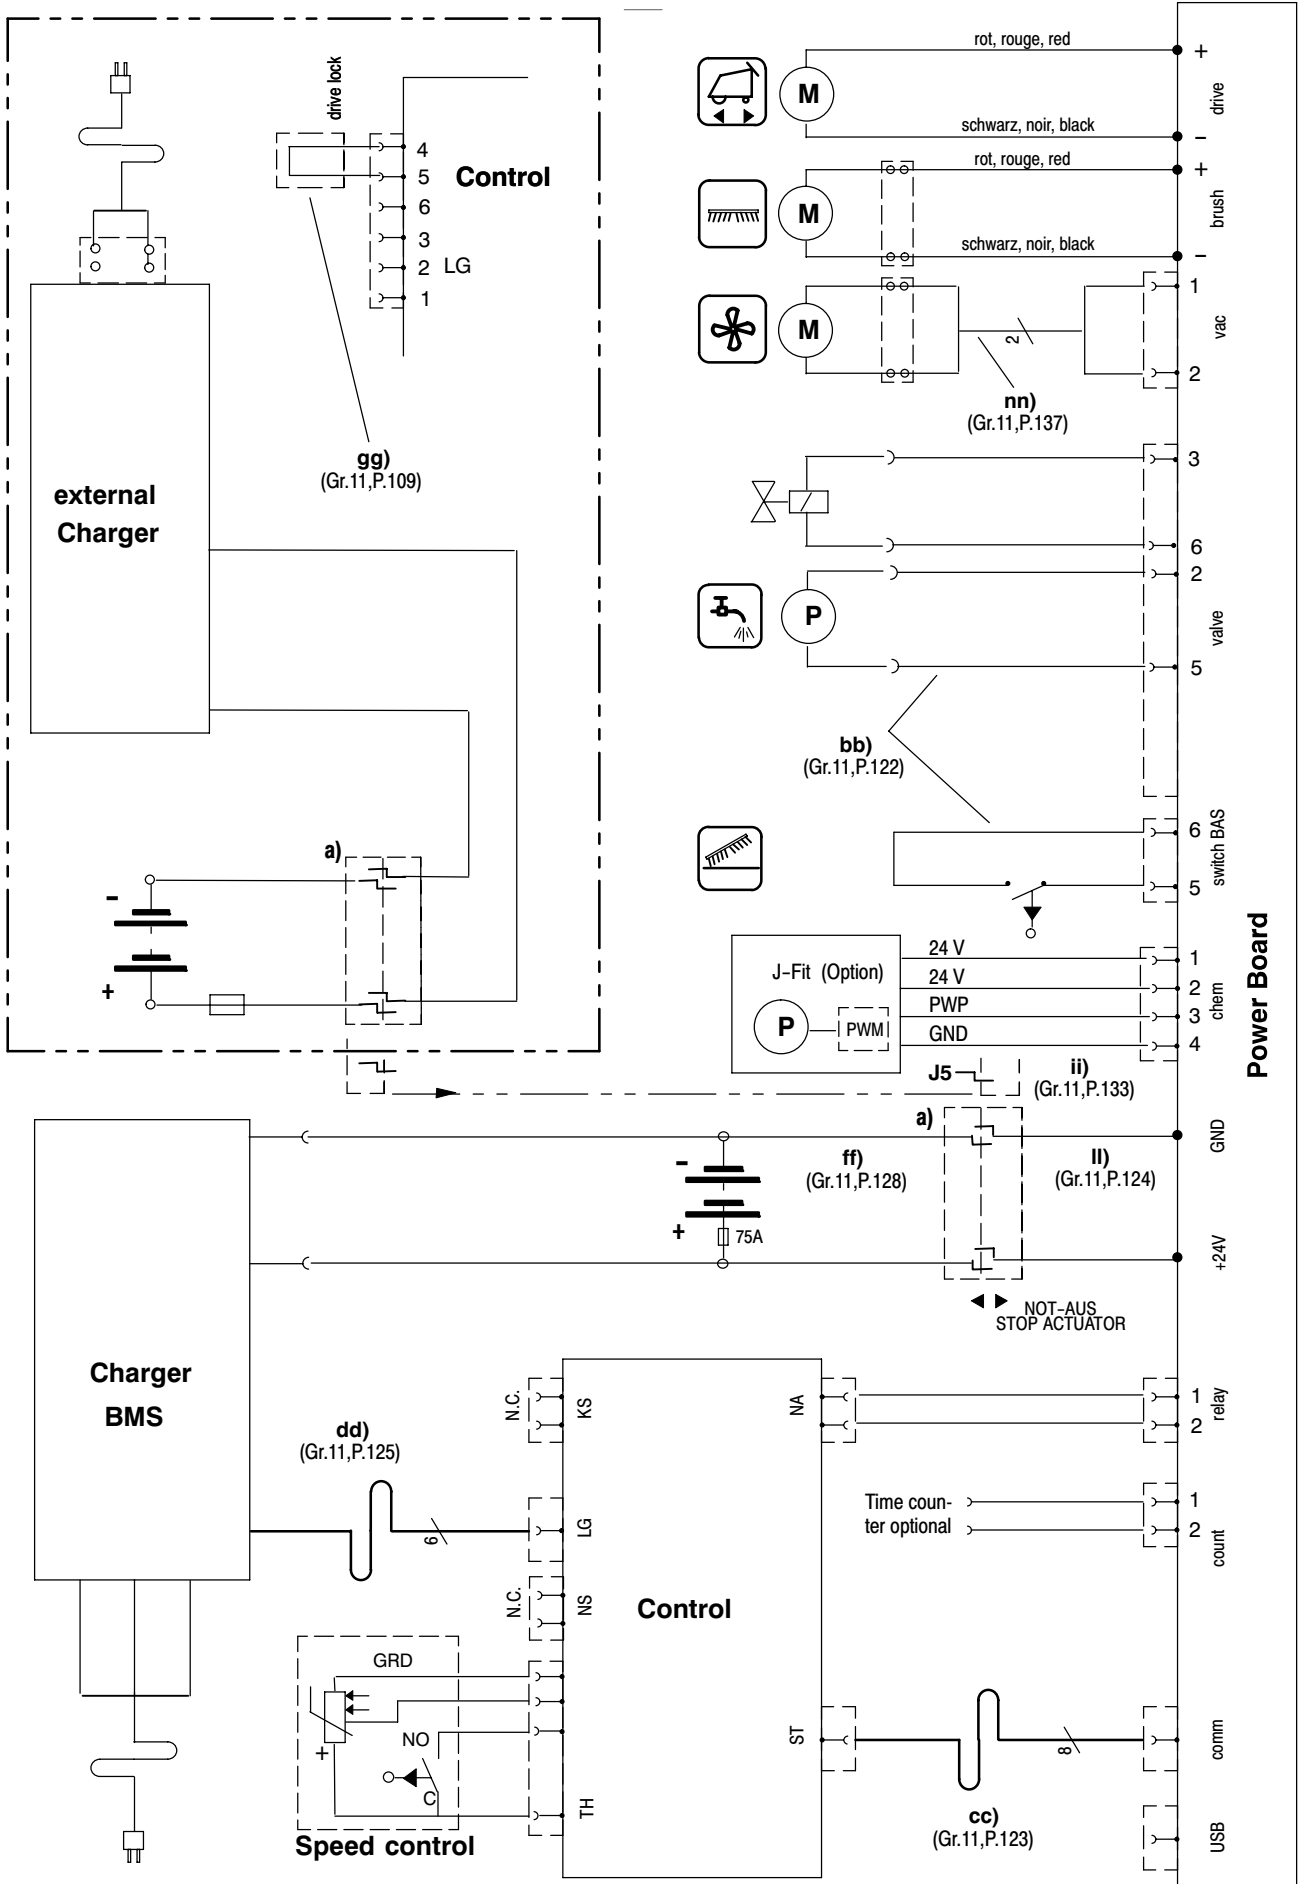 drive lock
4
5
6
3
2 LG
1
Control
gg)
(Gr.11,P.109)
external
Charger
a)
-
+
M
rot, rouge, red
+
drive
schwarz, noir, black
-
rot, rouge, red
+
M
brush
schwarz, noir, black
-
1
M
2
vac
2
nn)
(Gr.11,P.137)
3
6
2
P
valve
5
bb)
(Gr.11,P.122)
6
switch BAS
5
Power Board
J-Fit (Option)
P
PWM
24 V
24 V
PWP
GND
1
2
3
4
chem
J5
ii)
(Gr.11,P.133)
a)
GND
ff)
(Gr.11,P.128)
ll)
(Gr.11,P.124)
-
+
75A
+24V
NOT-AUS
STOP ACTUATOR
Charger
BMS
dd)
(Gr.11,P.125)
6
N.C.
KS
LG
N.C.
NS
Control
NA
1
2
relay
Time coun-
ter optional
1
2
count
GRD
+
NO
C
TH
Speed control
ST
8
comm
cc)
(Gr.11,P.123)
USB